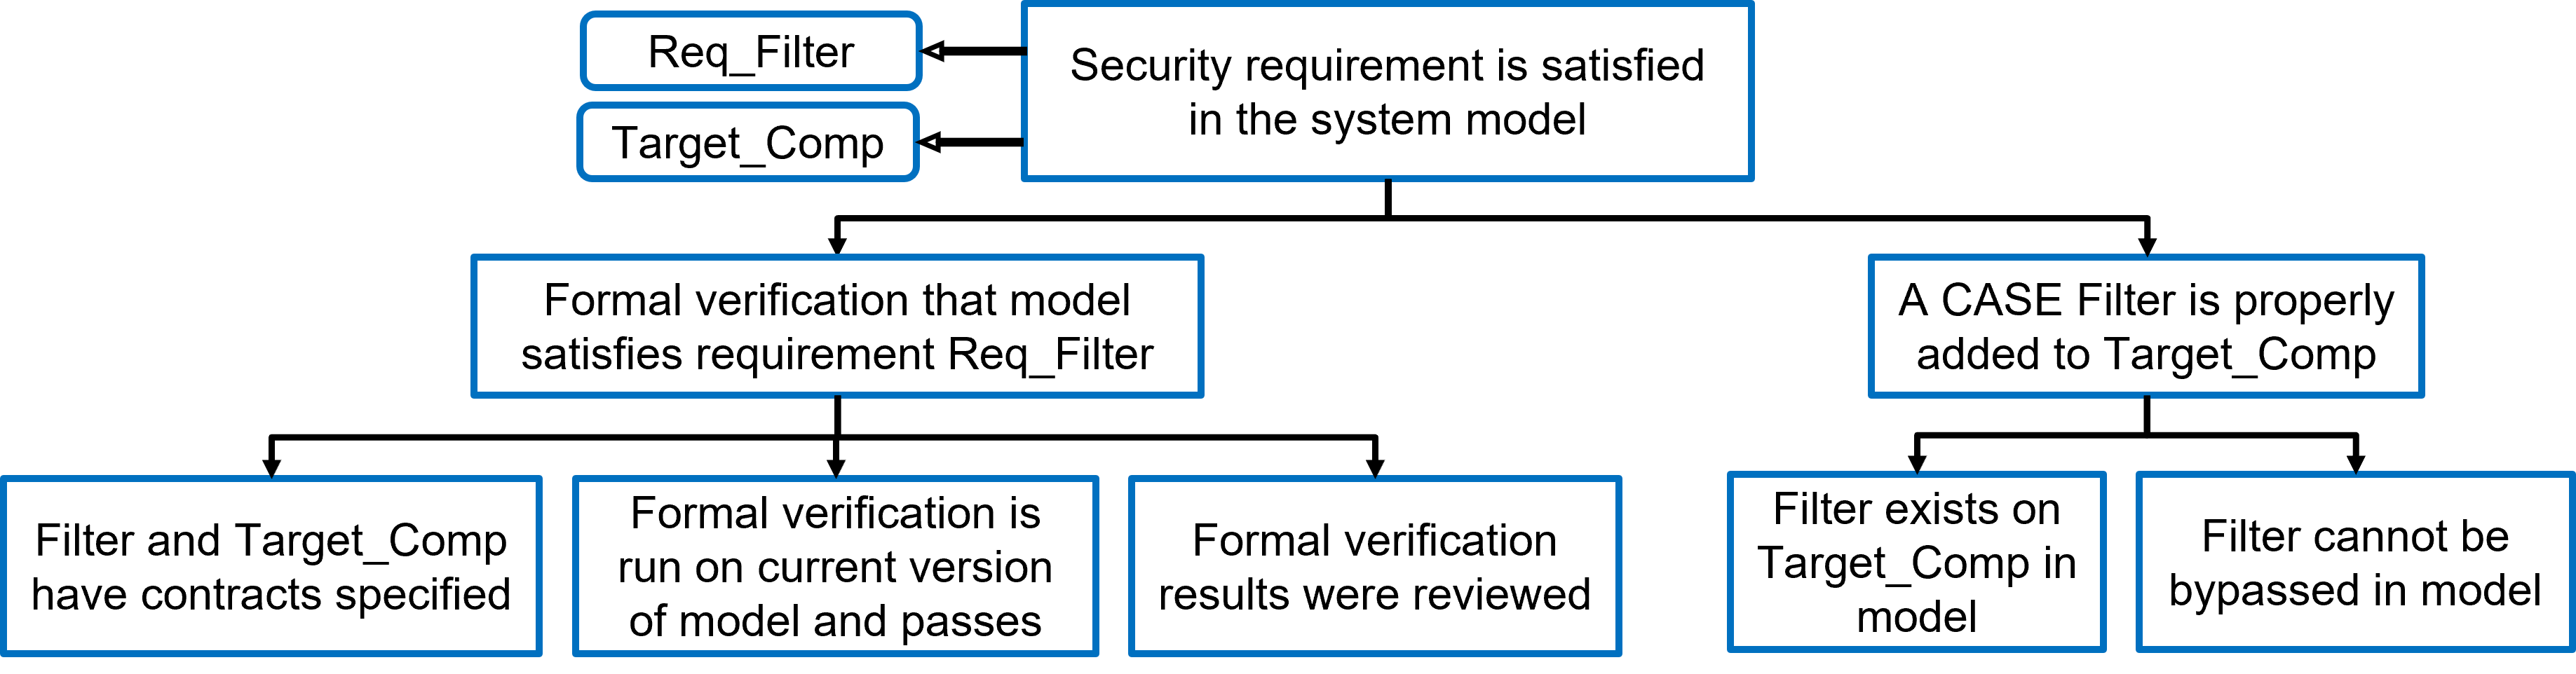 Req_Filter
Target_Comp
Security requirement is satisfied
in the system model
Formal verification that model
satisfies requirement Req_Filter
A CASE Filter is properly
added to Target_Comp
Filter and Target_Comp
have contracts specified
Formal verification is
run on current version
of model and passes
Formal verification
results were reviewed
Filter exists on
Target_Comp in
model
Filter cannot be
bypassed in model